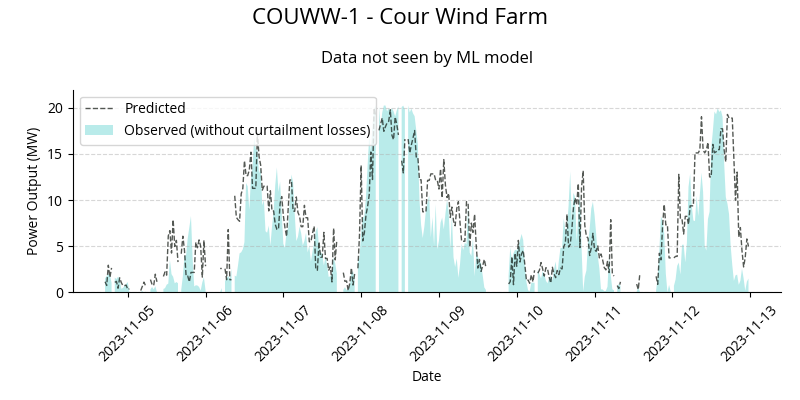 COUWW-1 - Cour Wind Farm
Data not seen by ML model
Predicted
Observed (without curtailment losses)
Power Output (MW)
20
15
10
5
0
2023-11-05
2023-11-06
2023-11-07
2023-11-08
2023-11-09
2023-11-10
2023-11-11
2023-11-12
2023-11-13
Date